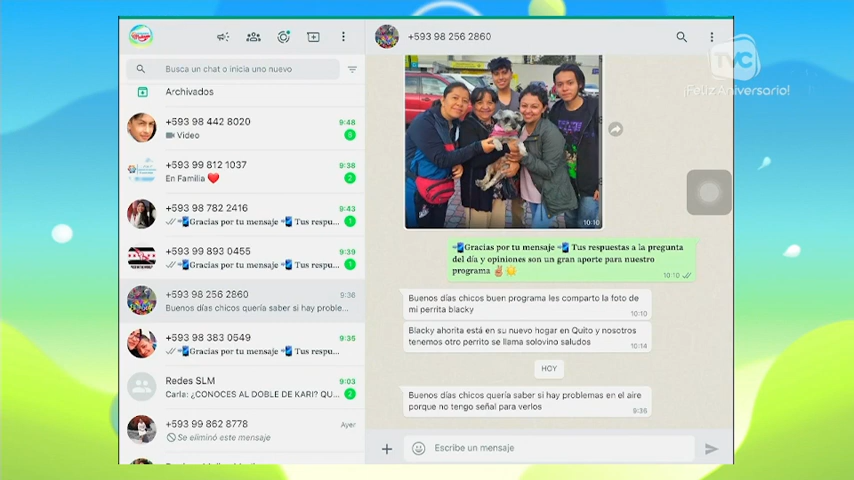 +593 98 256 2860
TVC
¡Feliz Aniversario!
Busca un chat o inicia uno nuevo
Archivados
+593 98 442 8020
9:48
Video
8
+593 99 812 1037
9:38
En Familia ❤️
2
+593 98 782 2416
9:43
📲Gracias por tu mensaje 📲 Tus respu...
1
+593 99 893 0455
9:39
📲Gracias por tu mensaje 📲 Tus respu...
1
+593 98 256 2860
9:36
Buenos días chicos quería saber si hay proble...
+593 98 383 0549
9:35
📲Gracias por tu mensaje 📲 Tus respu...
Redes SLM
9:03
Carla: ¿CONOCES AL DOBLE DE KARI? QU...
2
+593 99 862 8778
Ayer
Se eliminó este mensaje
10:10
📲Gracias por tu mensaje 📲 Tus respuestas a la pregunta
del día y opiniones son un gran aporte para nuestro
programa ✌🏼☀️
10:10
Buenos días chicos buen programa les comparto la foto de
mi perrita blacky
10:10
Blacky ahorita está en su nuevo hogar en Quito y nosotros
tenemos otro perrito se llama solovino saludos
10:14
HOY
Buenos días chicos quería saber si hay problemas en el aire
porque no tengo señal para verlos
9:36
Escribe un mensaje